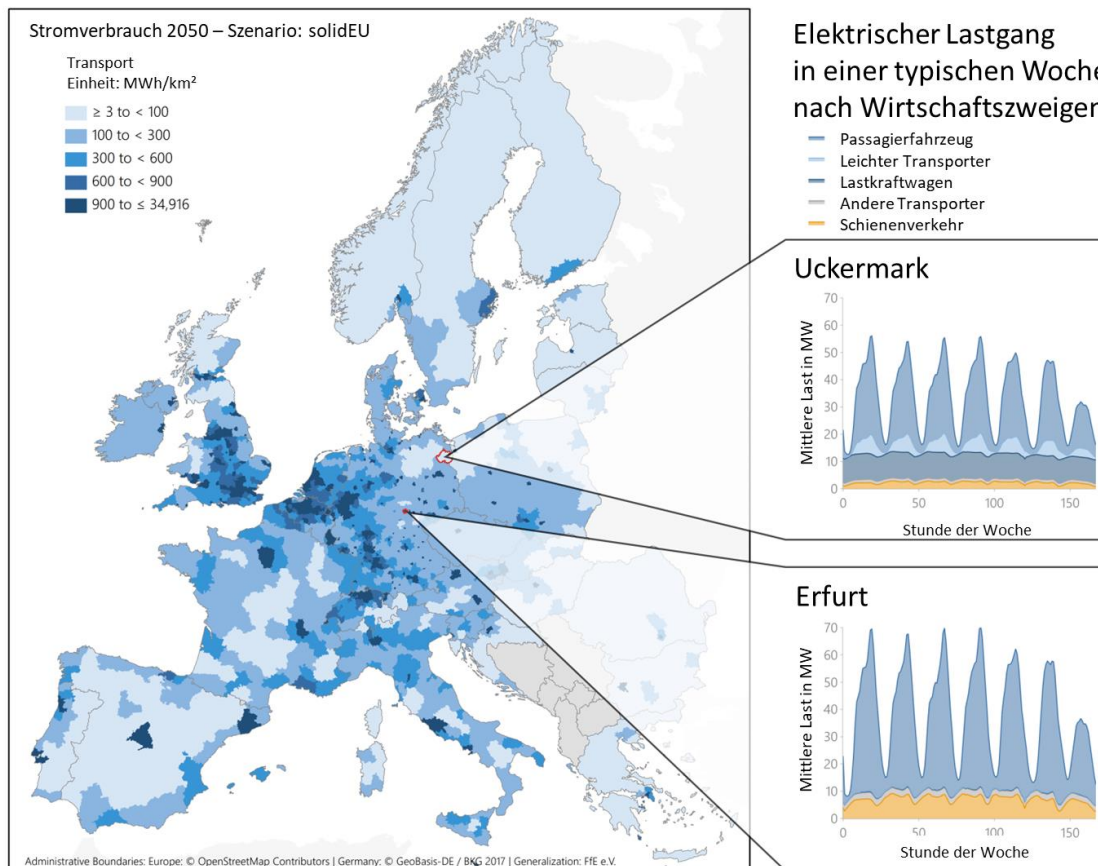 Stromverbrauch 2050 – Szenario: solidEU
Transport
Einheit: MWh/km²
≥ 3 to < 100
100 to < 300
300 to < 600
600 to < 900
900 to ≤ 34,916
Administrative Boundaries: Europe: © OpenStreetMap Contributors | Germany: © GeoBasis-DE / BKG 2017 | Generalization: FfE e.V.
Elektrischer Lastgang
in einer typischen Woche
nach Wirtschaftszweigen
Passagierfahrzeug
Leichter Transporter
Lastkraftwagen
Andere Transporter
Schienenverkehr
Uckermark
Mittlere Last in MW
70
60
50
40
30
20
10
0
0 50 100 150
Stunde der Woche
Erfurt
Mittlere Last in MW
70
60
50
40
30
20
10
0
0 50 100 150
Stunde der Woche